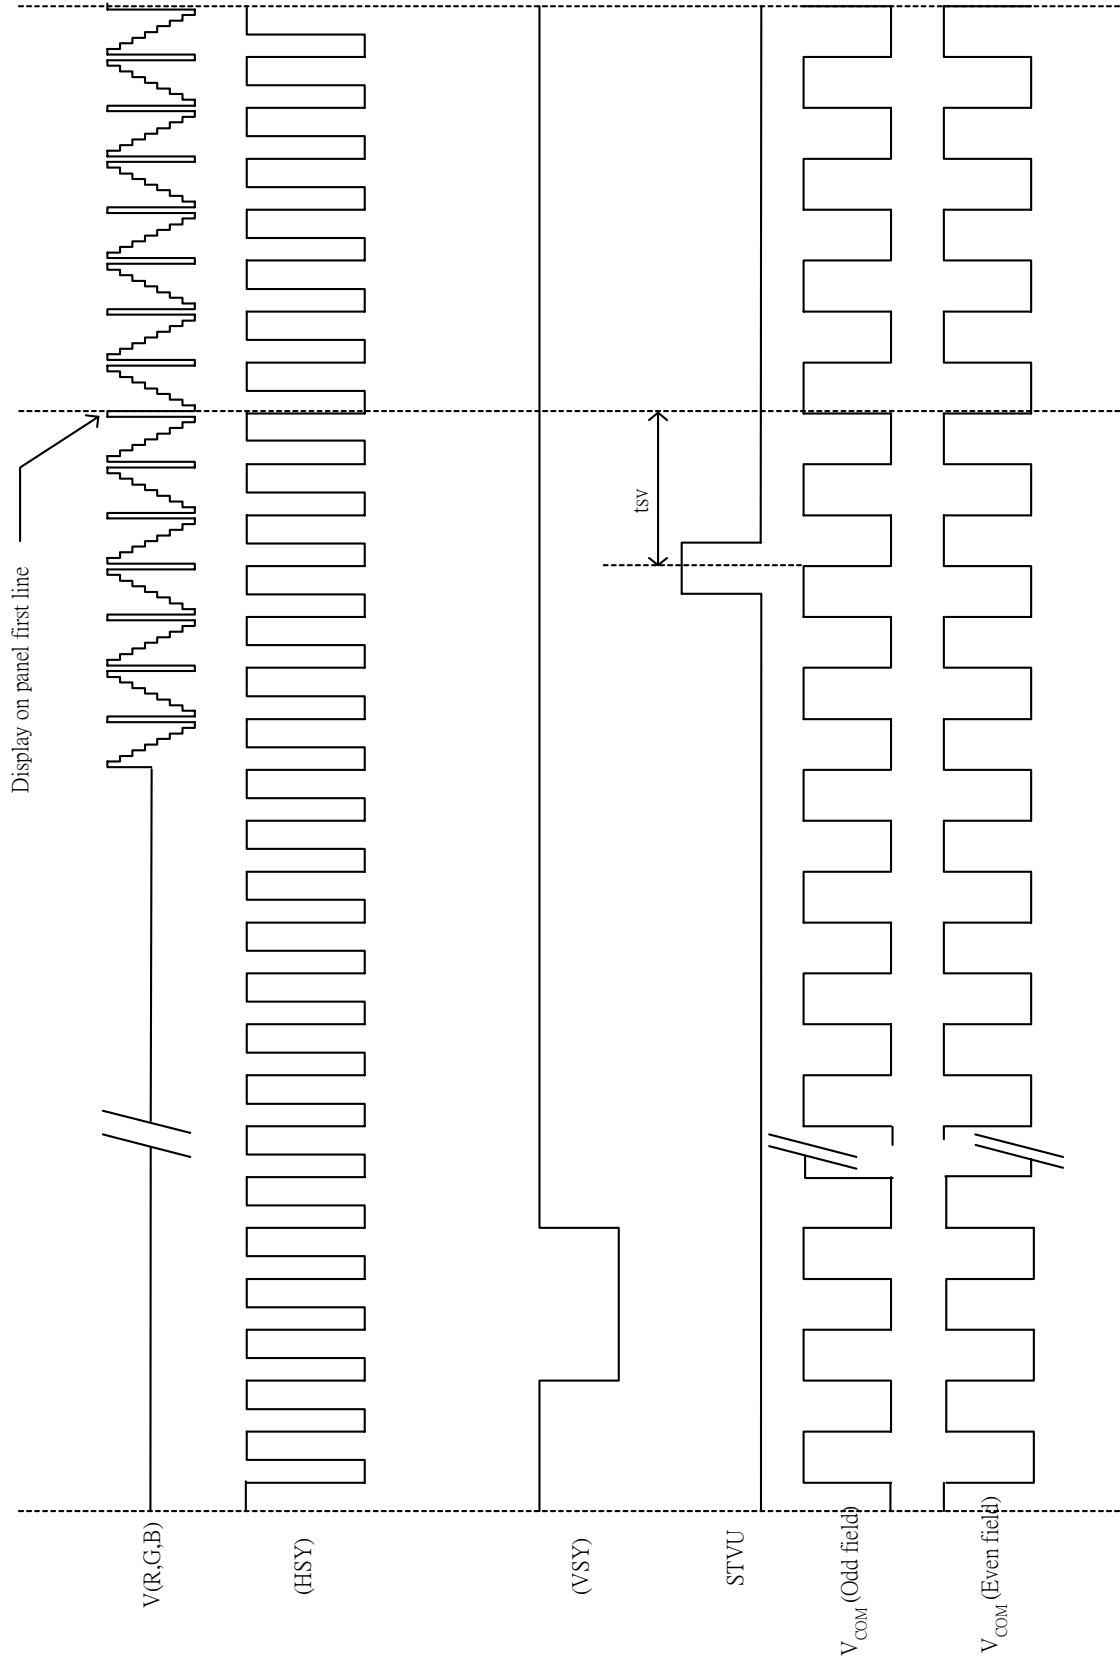 Display on panel first line
tsv
V(R,G,B)
(HSY)
(VSY)
STVU
VCOM (Odd field)
VCOM (Even field)